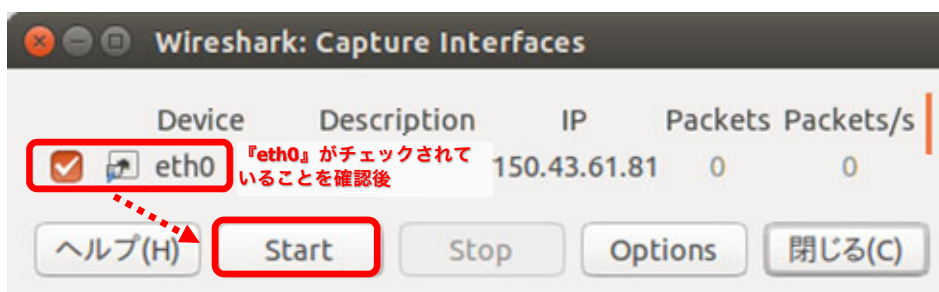 Wireshark: Capture Interfaces
Device Description IP Packets Packets/s
eth0 『eth0』がチェックされて 150.43.61.81 0 0
いることを確認後
ヘルプ(H) Start Stop Options 閉じる(C)